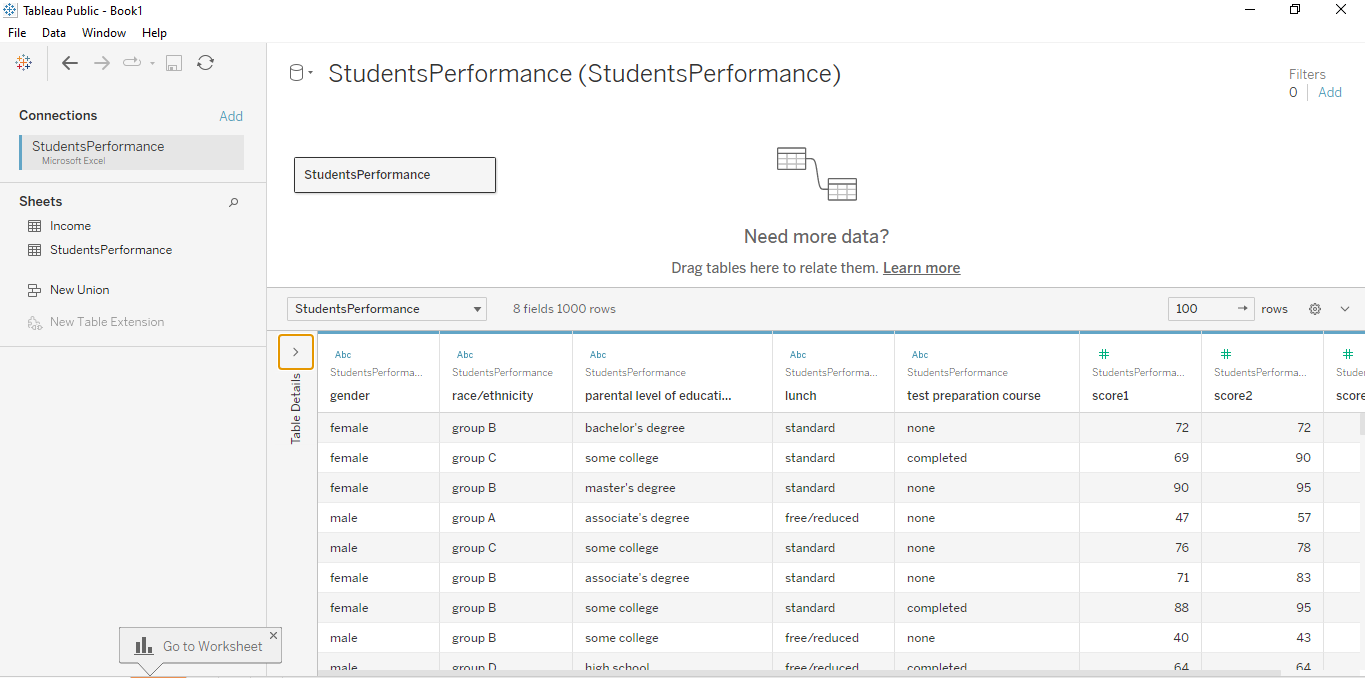 Tableau Public - Book1
File Data Window Help
StudentsPerformance (StudentsPerformance)
Filters
0 Add
Connections Add
StudentsPerformance
Microsoft Excel
Sheets
Income
StudentsPerformance
New Union
New Table Extension
StudentsPerformance
Need more data?
Drag tables here to relate them. Learn more
StudentsPerformance 8 fields 1000 rows 100 rows
Table Details
Abc Abc Abc Abc Abc
StudentsPerforma... StudentsPerformance StudentsPerformance StudentsPerforma... StudentsPerformance StudentsPerforma... StudentsPerforma... Stude
gender race/ethnicity parental level of educati... lunch test preparation course score1 score2 score
female group B bachelor's degree standard none 72 72
female group C some college standard completed 69 90
female group B master's degree standard none 90 95
male group A associate's degree free/reduced none 47 57
male group C some college standard none 76 78
female group B associate's degree standard none 71 83
female group B some college standard completed 88 95
male group B some college free/reduced none 40 43
male group D high school free/reduced completed 64 64
Go to Worksheet